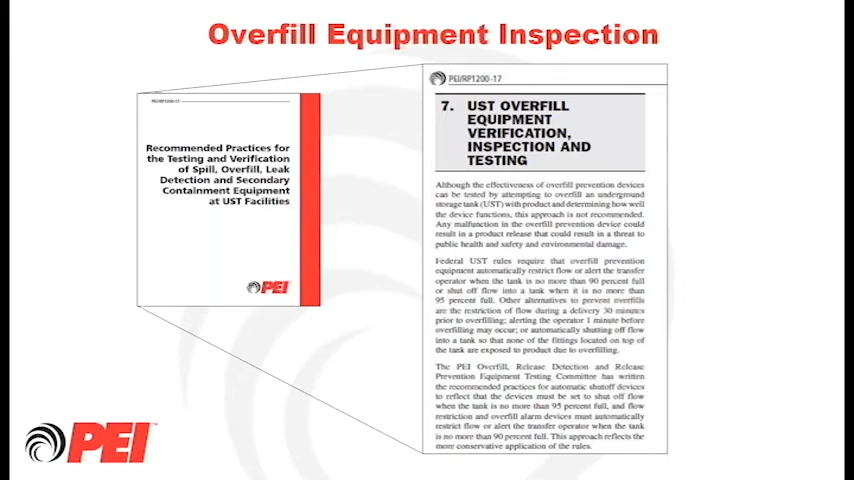 Overfill Equipment Inspection
PEI/RP1200-17
Recommended Practices for
the Testing and Verification
of Spill, Overfill, Leak
Detection and Secondary
Containment Equipment
at UST Facilities
PEI
PEI/RP1200-17
7. UST OVERFILL
EQUIPMENT
VERIFICATION,
INSPECTION AND
TESTING
Although the effectiveness of overfill prevention devices
can be tested by attempting to overfill an underground
storage tank (UST) with product and determining how well
the device functions, this approach is not recommended.
Any malfunction in the overfill prevention device could
result in a product release that could result in a threat to
public health and safety and environmental damage.
Federal UST rules require that overfill prevention
equipment automatically restrict flow or alert the transfer
operator when the tank is no more than 90 percent full
or shut off flow into a tank when it is no more than
95 percent full. Other alternatives to prevent overfills
are the restriction of flow during a delivery 30 minutes
prior to overfilling; alerting the operator 1 minute before
overfilling may occur; or automatically shutting off flow
into a tank so that none of the fittings located on top of
the tank are exposed to product due to overfilling.
The PEI Overfill, Release Detection and Release
Prevention Equipment Testing Committee has written
the recommended practices for automatic shutoff devices
to reflect that the devices must be set to shut off flow
when the tank is no more than 95 percent full, and flow
restriction and overfill alarm devices must automatically
restrict flow or alert the transfer operator when the tank
is no more than 90 percent full. This approach reflects the
more conservative application of the rules.
PEI